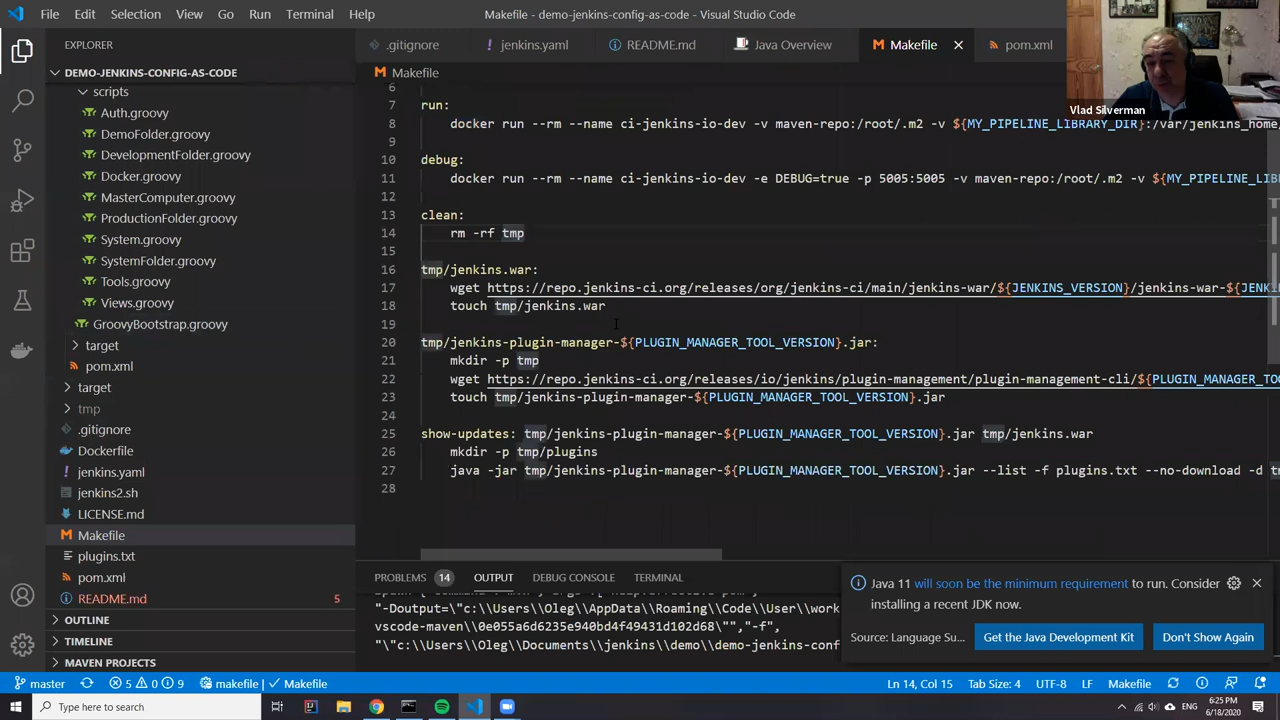 File Edit Selection View Go Run Terminal Help
Makefile - demo-jenkins-config-as-code - Visual Studio Code
EXPLORER
DEMO-JENKINS-CONFIG-AS-CODE
scripts
Auth.groovy
DemoFolder.groovy
DevelopmentFolder.groovy
Docker.groovy
MasterComputer.groovy
ProductionFolder.groovy
System.groovy
SystemFolder.groovy
Tools.groovy
Views.groovy
GroovyBootstrap.groovy
target
pom.xml
target
tmp
.gitignore
Dockerfile
jenkins.yaml
jenkins2.sh
LICENSE.md
Makefile
plugins.txt
pom.xml
README.md 5
OUTLINE
TIMELINE
MAVEN PROJECTS
.gitignore jenkins.yaml README.md Java Overview Makefile pom.xml
Makefile
Vlad Silverman
6
7 run:
8 docker run --rm --name ci-jenkins-io-dev -v maven-repo:/root/.m2 -v ${MY_PIPELINE_LIBRARY_DIR}:/var/jenkins_home
9
10 debug:
11 docker run --rm --name ci-jenkins-io-dev -e DEBUG=true -p 5005:5005 -v maven-repo:/root/.m2 -v ${MY_PIPELINE_LIB
12
13 clean:
14 rm -rf tmp
15
16 tmp/jenkins.war:
17 wget https://repo.jenkins-ci.org/releases/org/jenkins-ci/main/jenkins-war/${JENKINS_VERSION}/jenkins-war-${JENK
18 touch tmp/jenkins.war
19
20 tmp/jenkins-plugin-manager-${PLUGIN_MANAGER_TOOL_VERSION}.jar:
21 mkdir -p tmp
22 wget https://repo.jenkins-ci.org/releases/io/jenkins/plugin-management/plugin-management-cli/${PLUGIN_MANAGER_TO
23 touch tmp/jenkins-plugin-manager-${PLUGIN_MANAGER_TOOL_VERSION}.jar
24
25 show-updates: tmp/jenkins-plugin-manager-${PLUGIN_MANAGER_TOOL_VERSION}.jar tmp/jenkins.war
26 mkdir -p tmp/plugins
27 java -jar tmp/jenkins-plugin-manager-${PLUGIN_MANAGER_TOOL_VERSION}.jar --list -f plugins.txt --no-download -d
28
PROBLEMS 14 OUTPUT DEBUG CONSOLE TERMINAL
"-Doutput=\"c:\\Users\\Oleg\\AppData\\Roaming\\Code\\User\\work
vscode-maven\\0e055a6d6235e940bd4f49431d102d68\"","-f",
"\"c:\\Users\\Oleg\\Documents\\jenkins\\demo\\demo-jenkins-conf
Java 11 will soon be the minimum requirement to run. Consider
installing a recent JDK now.
Source: Language Su... Get the Java Development Kit Don't Show Again
master 5 0 9 makefile | Makefile Ln 14, Col 15 Tab Size: 4 UTF-8 LF Makefile
Type here to search
6:25 PM
6/18/2020